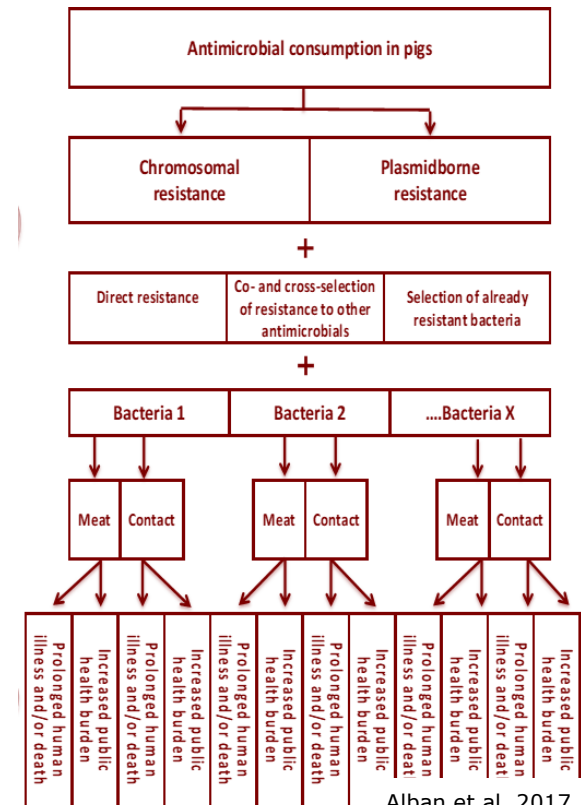 Antimicrobial consumption in pigs
Chromosomal
resistance
Plasmidborne
resistance
+
Direct resistance
Co- and cross-selection
of resistance to other
antimicrobials
Selection of already
resistant bacteria
+
Bacteria 1
Bacteria 2
....Bacteria X
Meat
Contact
Meat
Contact
Meat
Contact
Prolonged human
illness and/or death
Increased public
health burden
Prolonged human
illness and/or death
Increased public
health burden
Prolonged human
illness and/or death
Increased public
health burden
Prolonged human
illness and/or death
Increased public
health burden
Prolonged human
illness and/or death
Increased public
health burden
Prolonged human
illness and/or death
Increased public
health burden
Alban et al. 2017